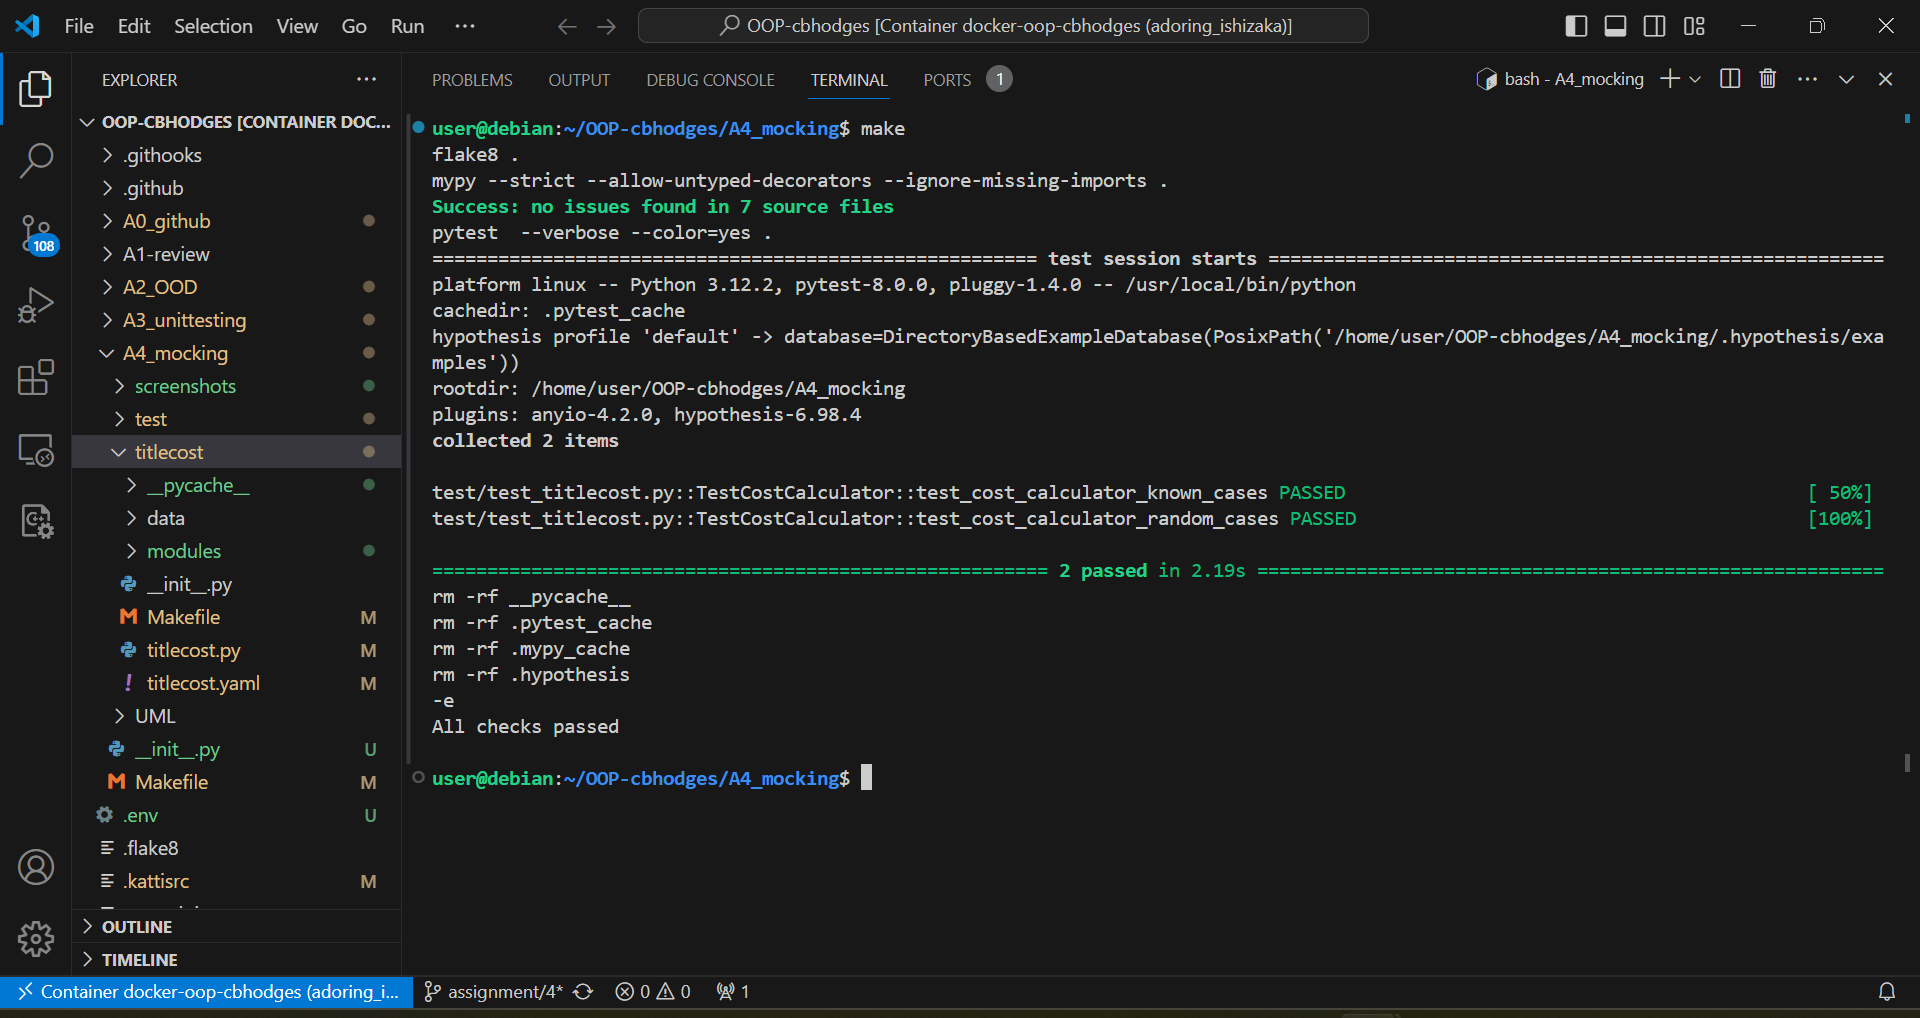 File Edit Selection View Go Run ···
OOP-cbhodges [Container docker-oop-cbhodges (adoring_ishizaka)]
EXPLORER
OOP-CBHODGES [CONTAINER DOC...
.githooks
.github
A0_github
A1-review
A2_OOD
A3_unittesting
A4_mocking
screenshots
test
titlecost
__pycache__
data
modules
__init__.py
Makefile M
titlecost.py M
titlecost.yaml M
UML
__init__.py U
Makefile M
.env U
.flake8
.kattisrc M
OUTLINE
TIMELINE
108
PROBLEMS OUTPUT DEBUG CONSOLE TERMINAL PORTS 1
bash - A4_mocking
user@debian:~/OOP-cbhodges/A4_mocking$ make
flake8 .
mypy --strict --allow-untyped-decorators --ignore-missing-imports .
Success: no issues found in 7 source files
pytest  --verbose --color=yes .
======================================================= test session starts ========================================================
platform linux -- Python 3.12.2, pytest-8.0.0, pluggy-1.4.0 -- /usr/local/bin/python
cachedir: .pytest_cache
hypothesis profile 'default' -> database=DirectoryBasedExampleDatabase(PosixPath('/home/user/OOP-cbhodges/A4_mocking/.hypothesis/exa
mples'))
rootdir: /home/user/OOP-cbhodges/A4_mocking
plugins: anyio-4.2.0, hypothesis-6.98.4
collected 2 items
test/test_titlecost.py::TestCostCalculator::test_cost_calculator_known_cases PASSED [ 50%]
test/test_titlecost.py::TestCostCalculator::test_cost_calculator_random_cases PASSED [100%]
======================================================== 2 passed in 2.19s =========================================================
rm -rf __pycache__
rm -rf .pytest_cache
rm -rf .mypy_cache
rm -rf .hypothesis
-e
All checks passed
user@debian:~/OOP-cbhodges/A4_mocking$
Container docker-oop-cbhodges (adoring_i... assignment/4* 0 0 1